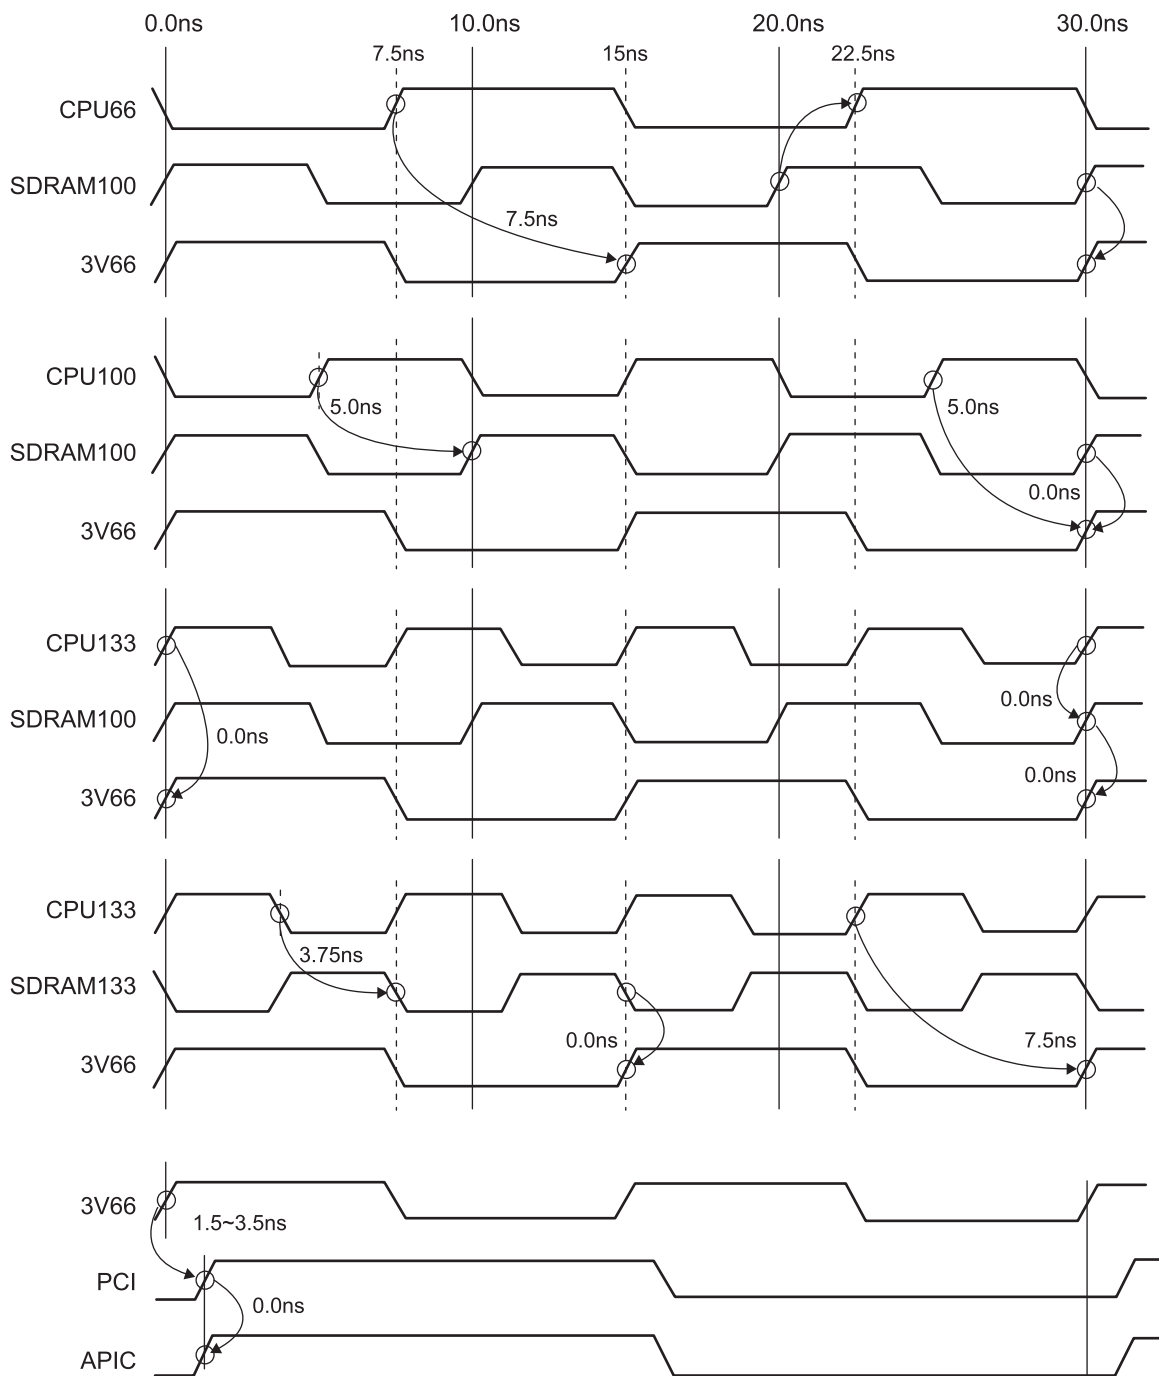 0.0ns 10.0ns 20.0ns 30.0ns
7.5ns 15ns 22.5ns
CPU66
SDRAM100
7.5ns
3V66
CPU100
5.0ns 5.0ns
SDRAM100
0.0ns
3V66
CPU133
0.0ns
SDRAM100
0.0ns
0.0ns
3V66
CPU133
3.75ns
SDRAM133
0.0ns 7.5ns
3V66
3V66
1.5~3.5ns
PCI
0.0ns
APIC